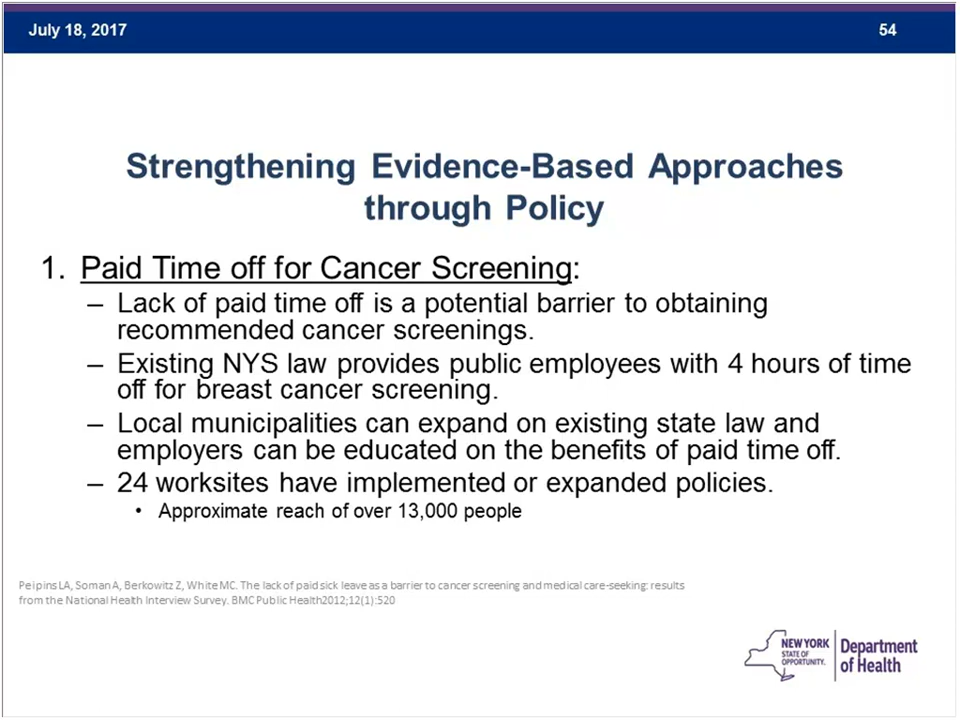 July 18, 2017 54
Strengthening Evidence-Based Approaches
through Policy
1. Paid Time off for Cancer Screening:
– Lack of paid time off is a potential barrier to obtaining
recommended cancer screenings.
– Existing NYS law provides public employees with 4 hours of time
off for breast cancer screening.
– Local municipalities can expand on existing state law and
employers can be educated on the benefits of paid time off.
– 24 worksites have implemented or expanded policies.
• Approximate reach of over 13,000 people
Peipins LA, Soman A, Berkowitz Z, White MC. The lack of paid sick leave as a barrier to cancer screening and medical care-seeking: results
from the National Health Interview Survey. BMC Public Health2012;12(1):520
NEW YORK
STATE OF
OPPORTUNITY.
Department
of Health